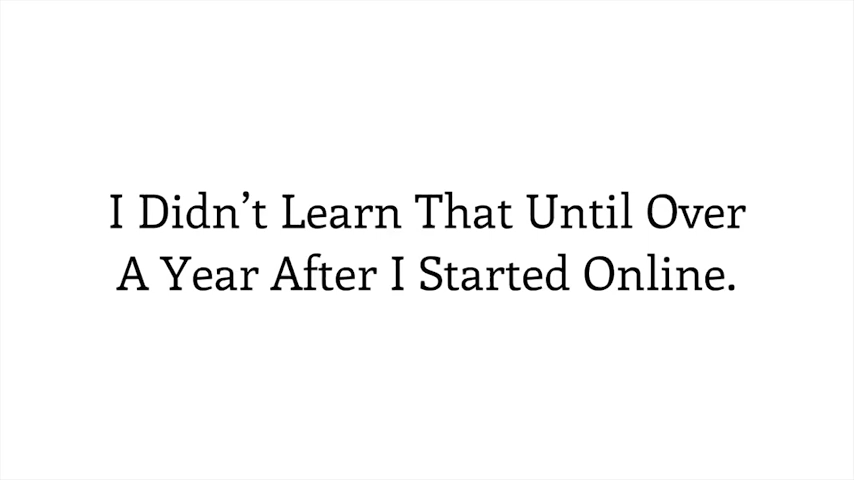 I Didn’t Learn That Until Over
A Year After I Started Online.